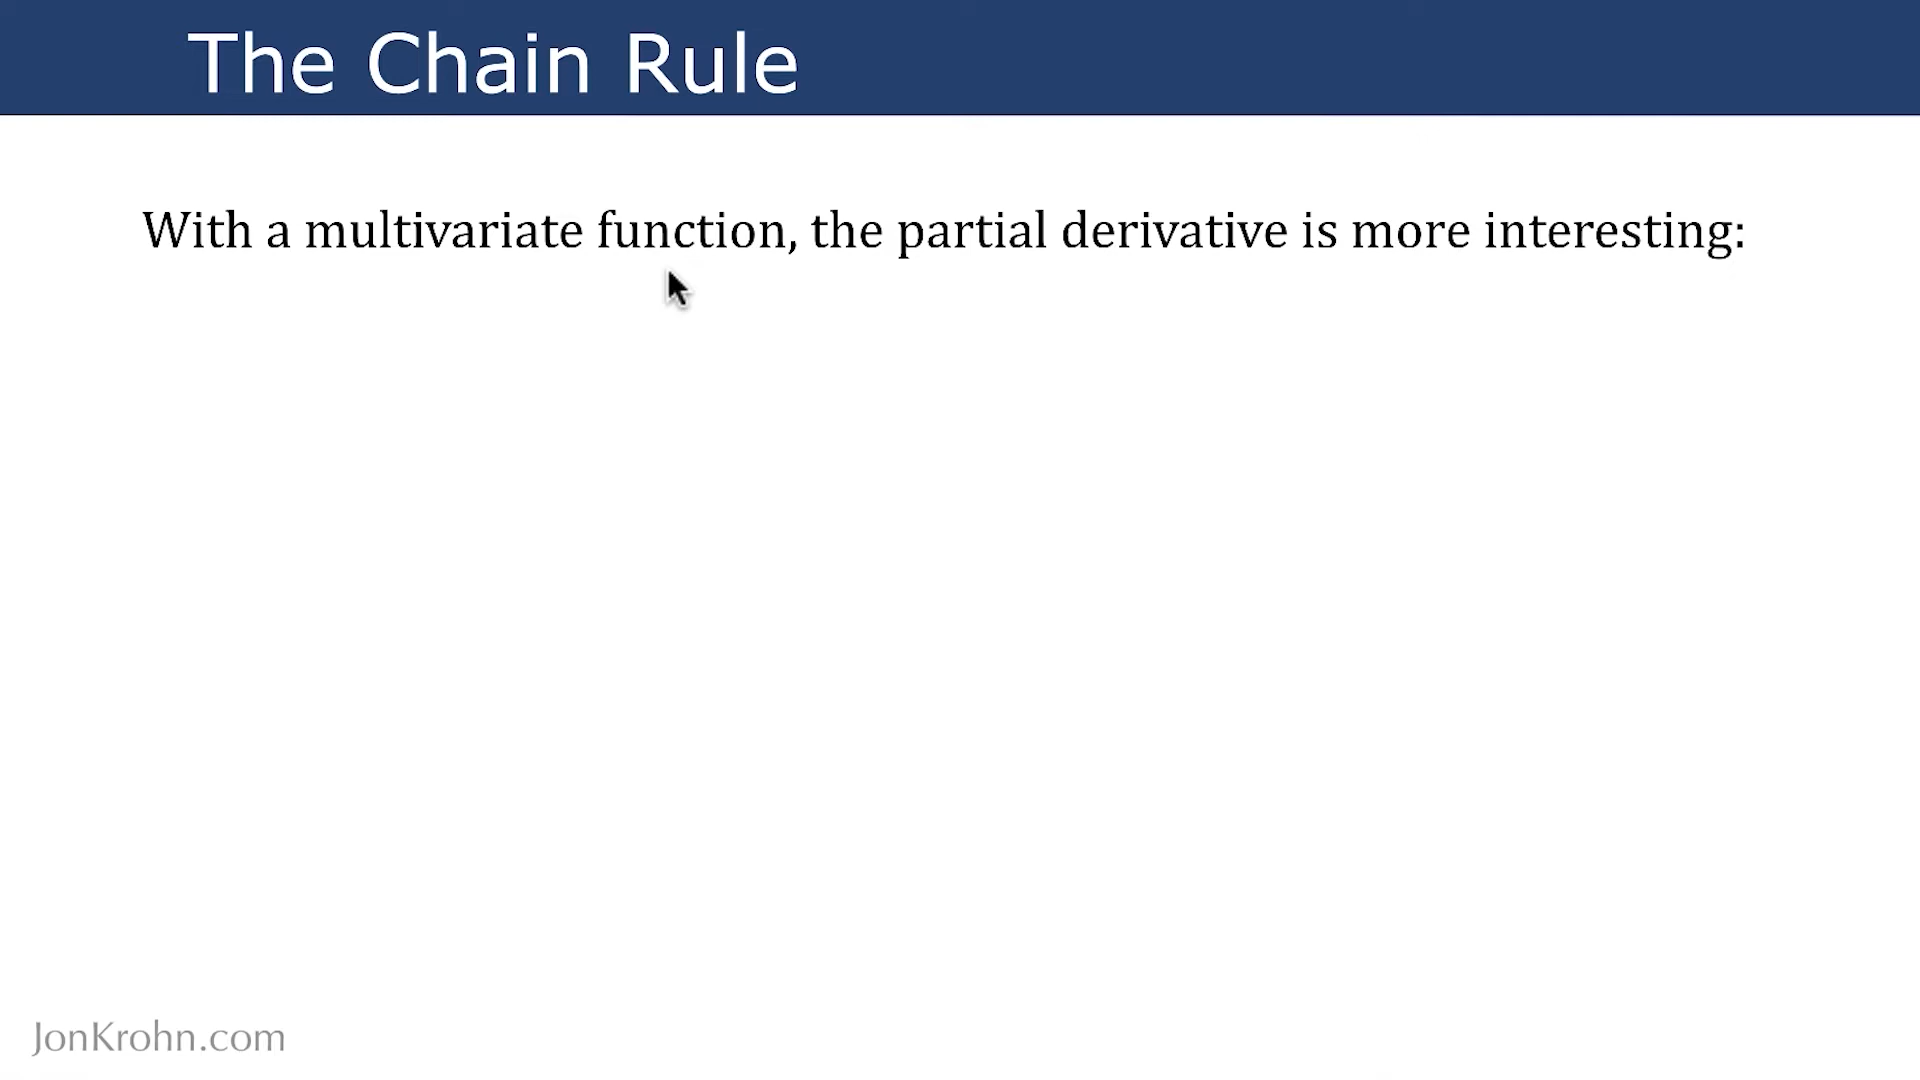 The Chain Rule
With a multivariate function, the partial derivative is more interesting:
JonKrohn.com